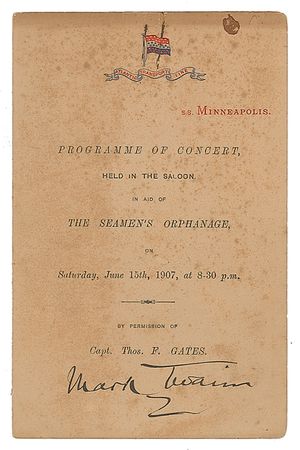 ATLANTIC TRANSPORT LINE
S.S. MINNEAPOLIS.
PROGRAMME OF CONCERT,
HELD IN THE SALOON,
IN AID OF
THE SEAMEN'S ORPHANAGE,
ON
Saturday, June 15th, 1907, at 8-30 p.m.
BY PERMISSION OF
Capt. Thos. F. GATES.
Mark Twain